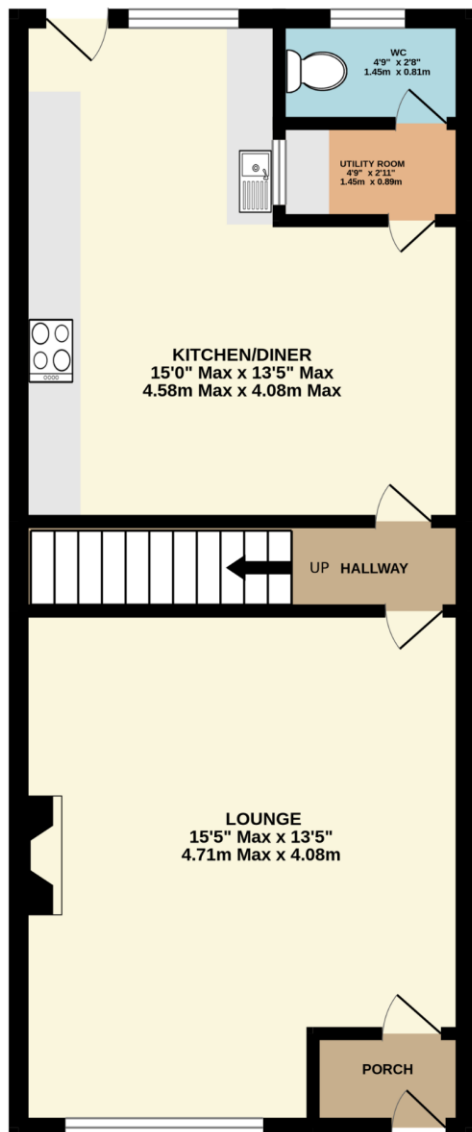 WC
4'9" x 2'8"
1.45m x 0.81m
UTILITY ROOM
4'9" x 2'11"
1.45m x 0.89m
KITCHEN/DINER
15'0" Max x 13'5" Max
4.58m Max x 4.08m Max
UP HALLWAY
LOUNGE
15'5" Max x 13'5"
4.71m Max x 4.08m
PORCH